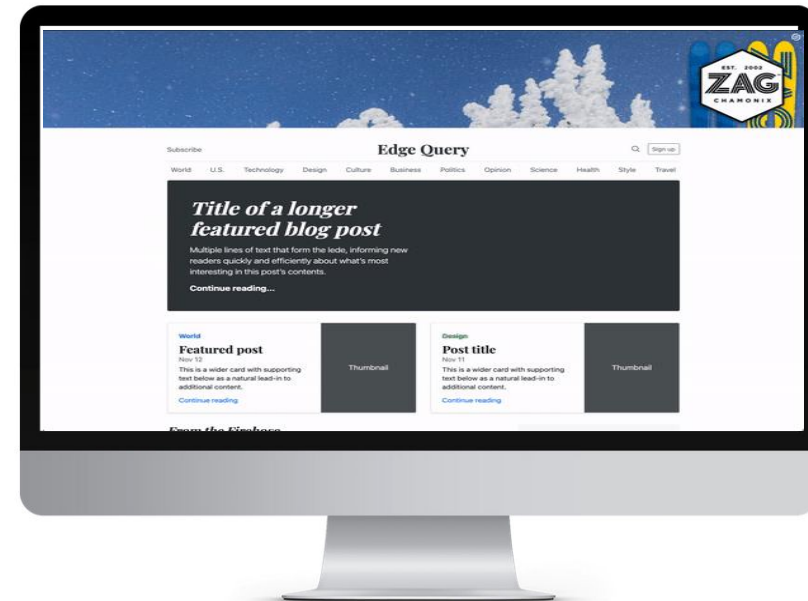 EST. 2002
ZAG
CHAMONIX
Subscribe
Edge Query
Sign up
World U.S. Technology Design Culture Business Politics Opinion Science Health Style Travel
Title of a longer
featured blog post
Multiple lines of text that form the lede, informing new
readers quickly and efficiently about what's most
interesting in this post's contents.
Continue reading...
World
Featured post
Nov 12
This is a wider card with supporting
text below as a natural lead-in to
additional content.
Continue reading
Thumbnail
Design
Post title
Nov 11
This is a wider card with supporting
text below as a natural lead-in to
additional content.
Continue reading
Thumbnail
From the Firehose